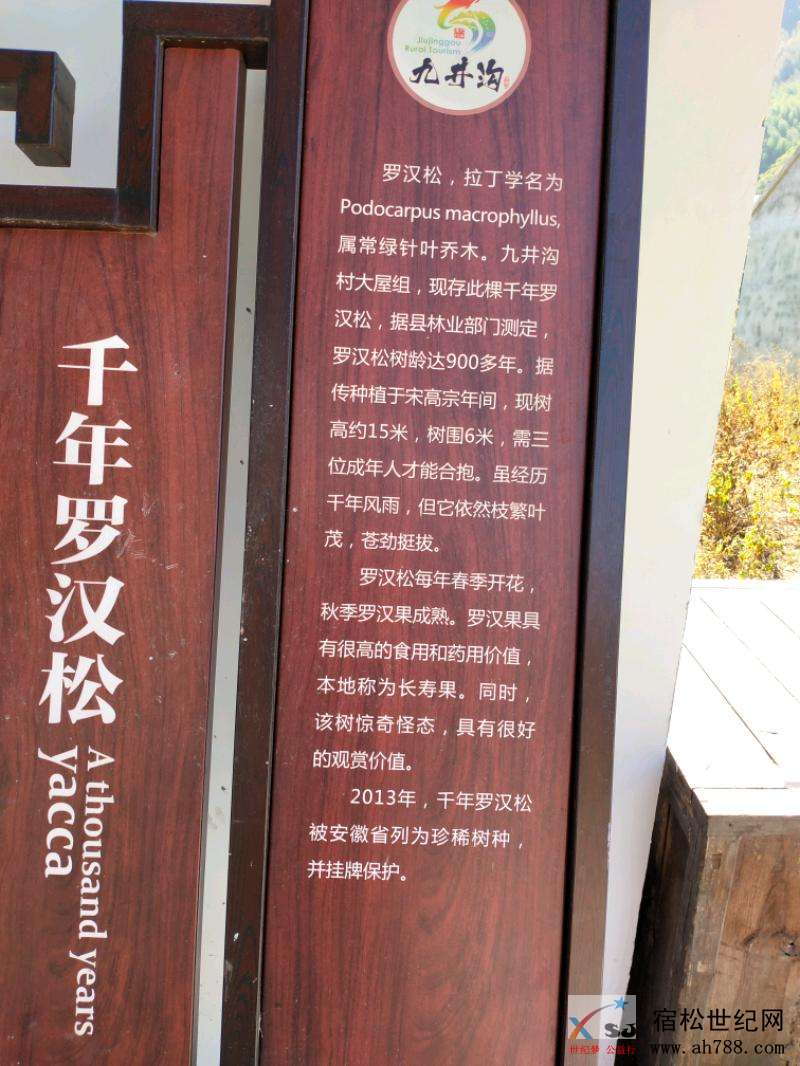 Jiujinggou
Rural Tourism
九井沟
千年罗汉松
A thousand years
yacca
罗汉松，拉丁学名为
Podocarpus macrophyllus,
属常绿针叶乔木。九井沟
村大屋组，现存此棵千年罗
汉松，据县林业部门测定，
罗汉松树龄达900多年。据
传种植于宋高宗年间，现树
高约15米，树围6米，需三
位成年人才能合抱。虽经历
千年风雨，但它依然枝繁叶
茂，苍劲挺拔。
罗汉松每年春季开花，
秋季罗汉果成熟。罗汉果具
有很高的食用和药用价值，
本地称为长寿果。同时，
该树惊奇怪态，具有很好
的观赏价值。
2013年，千年罗汉松
被安徽省列为珍稀树种，
并挂牌保护。
XSJ
世纪梦 公益行
宿松世纪网
www.ah788.com